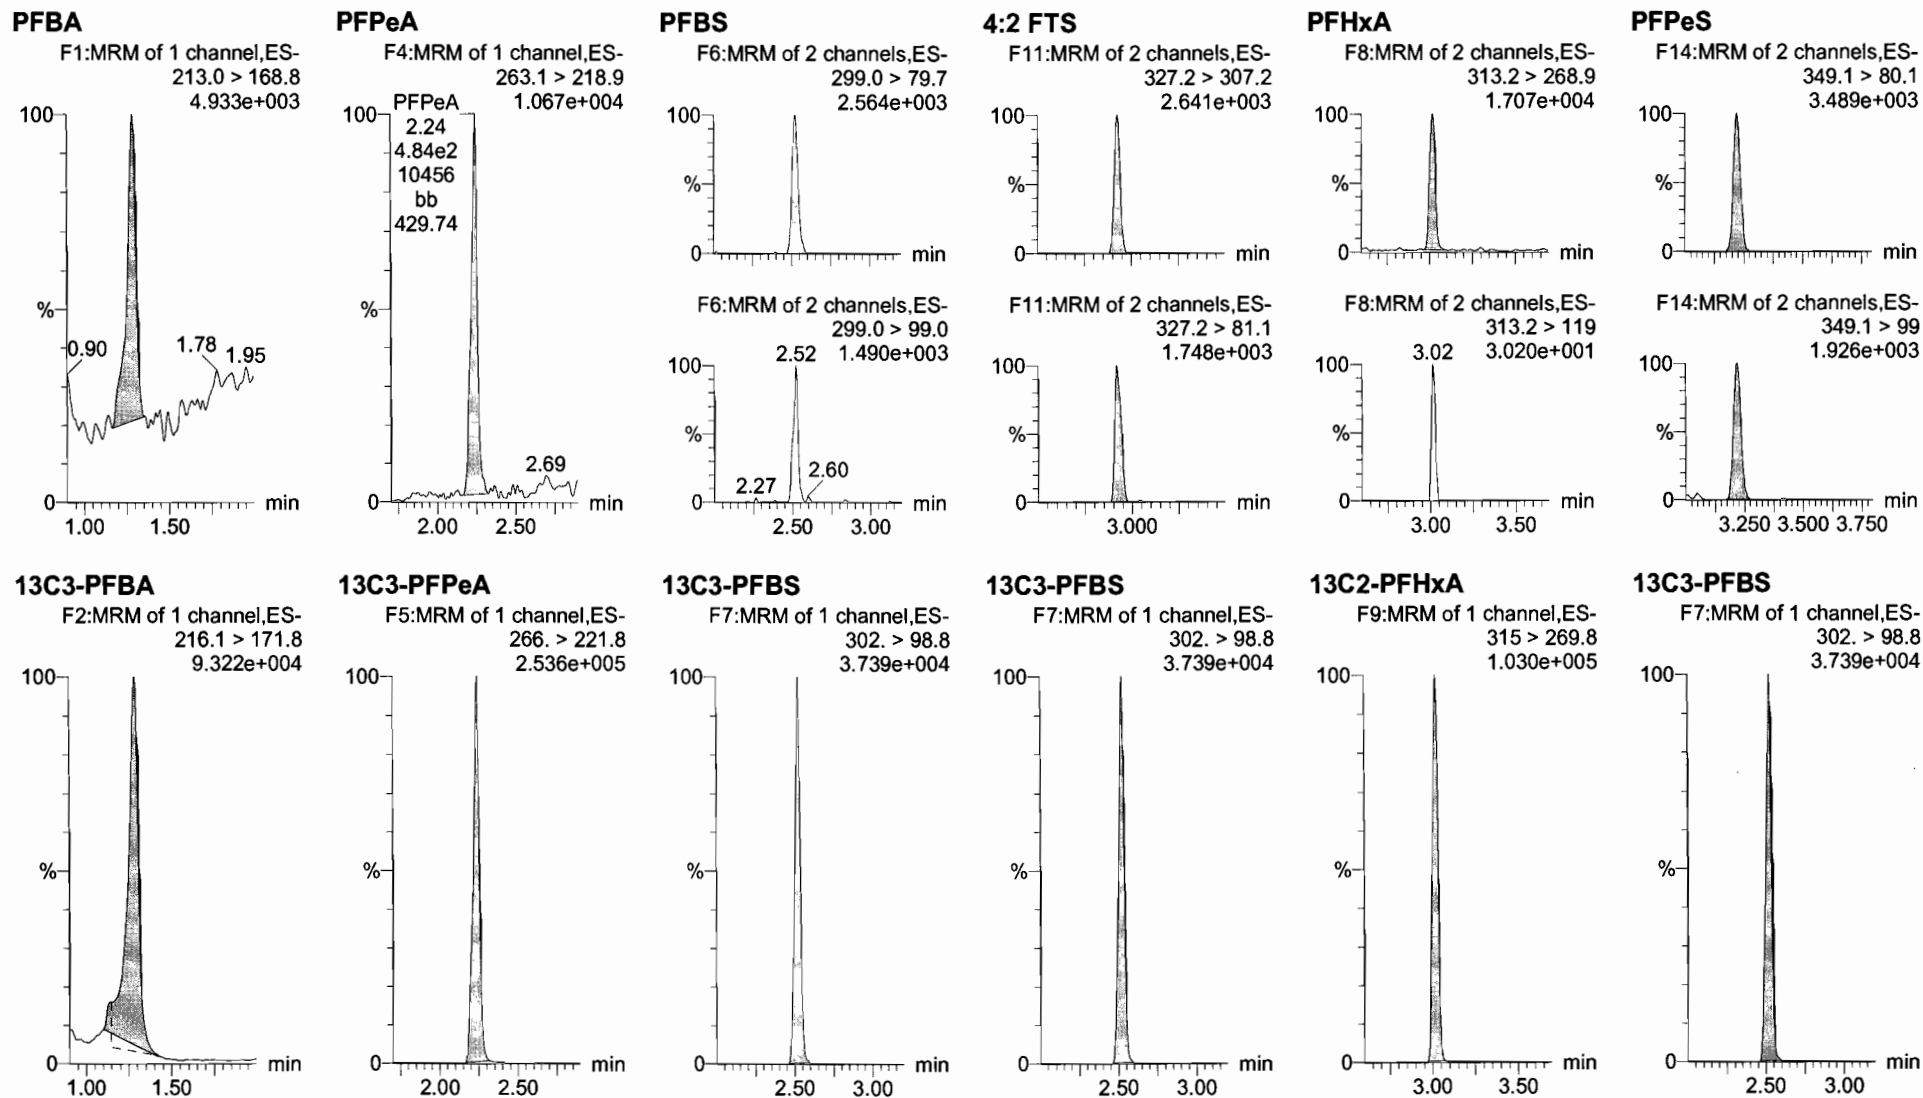 PFBA
F1:MRM of 1 channel,ES-
213.0 > 168.8
4.933e+003
100
%
0
0.90
1.78
1.95
min
1.00 1.50
PFPeA
F4:MRM of 1 channel,ES-
263.1 > 218.9
1.067e+004
PFPeA
2.24
4.84e2
10456
bb
429.74
100
%
0
2.69
min
2.00 2.50
PFBS
F6:MRM of 2 channels,ES-
299.0 > 79.7
2.564e+003
100
%
0
min
F6:MRM of 2 channels,ES-
299.0 > 99.0
2.52 1.490e+003
100
%
0
2.27
2.60
min
2.50 3.00
4:2 FTS
F11:MRM of 2 channels,ES-
327.2 > 307.2
2.641e+003
100
%
0
min
F11:MRM of 2 channels,ES-
327.2 > 81.1
1.748e+003
100
%
0
min
3.000
PFHxA
F8:MRM of 2 channels,ES-
313.2 > 268.9
1.707e+004
100
%
0
min
F8:MRM of 2 channels,ES-
313.2 > 119
3.02 3.020e+001
100
%
0
min
3.00 3.50
PFPeS
F14:MRM of 2 channels,ES-
349.1 > 80.1
3.489e+003
100
%
0
min
F14:MRM of 2 channels,ES-
349.1 > 99
1.926e+003
100
%
0
min
3.250 3.500 3.750
13C3-PFBA
F2:MRM of 1 channel,ES-
216.1 > 171.8
9.322e+004
100
%
0
min
1.00 1.50
13C3-PFPeA
F5:MRM of 1 channel,ES-
266. > 221.8
2.536e+005
100
%
0
min
2.00 2.50
13C3-PFBS
F7:MRM of 1 channel,ES-
302. > 98.8
3.739e+004
100
%
0
min
2.50 3.00
13C3-PFBS
F7:MRM of 1 channel,ES-
302. > 98.8
3.739e+004
100
%
0
min
2.50 3.00
13C2-PFHxA
F9:MRM of 1 channel,ES-
315 > 269.8
1.030e+005
100
%
0
min
3.00 3.50
13C3-PFBS
F7:MRM of 1 channel,ES-
302. > 98.8
3.739e+004
100
%
0
min
2.50 3.00